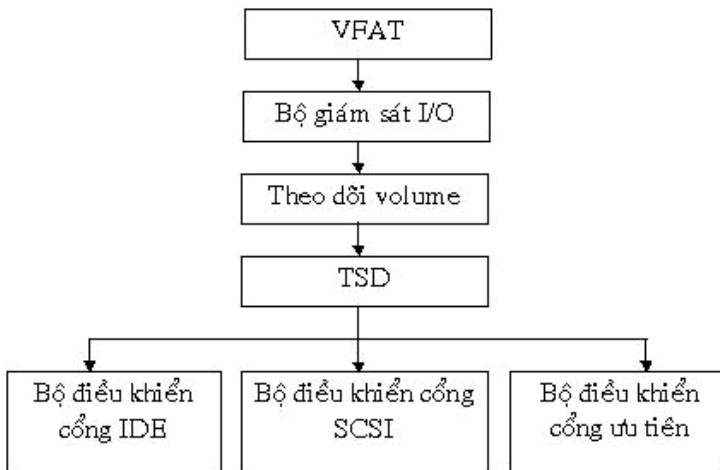 VFAT
Bộ giám sát I/O
Theo dõi volume
TSD
Bộ điều khiển
cổng IDE
Bộ điều khiển cổng
SCSI
Bộ điều khiển
cổng ưu tiên